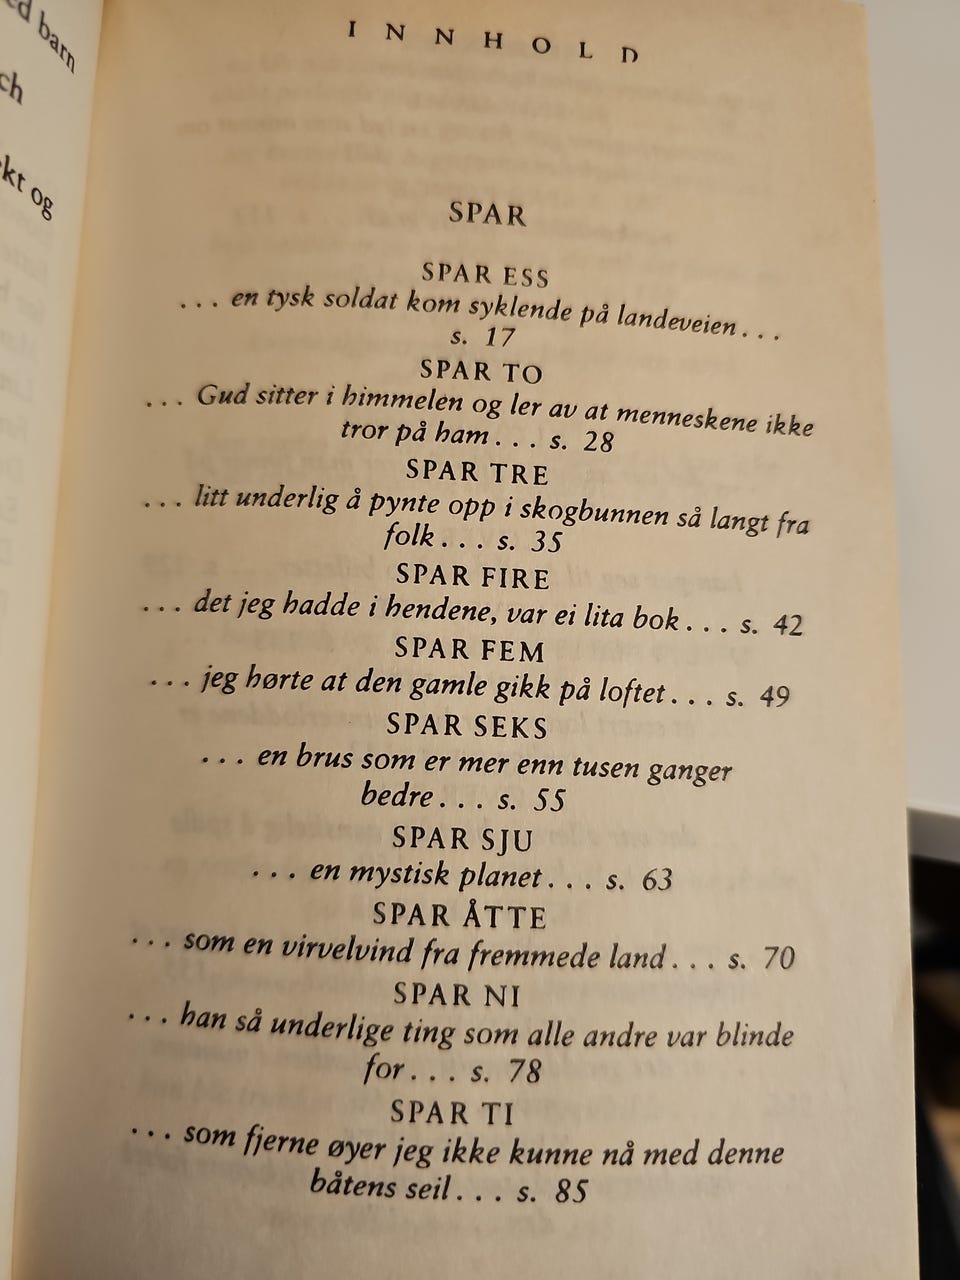 ed barn
ch
kt og
I N N H O L D
SPAR
SPAR ESS
. . . en tysk soldat kom syklende på landeveien . . .
s. 17
SPAR TO
. . . Gud sitter i himmelen og ler av at menneskene ikke
tror på ham . . . s. 28
SPAR TRE
. . . litt underlig å pynte opp i skogbunnen så langt fra
folk . . . s. 35
SPAR FIRE
. . . det jeg hadde i hendene, var ei lita bok . . . s. 42
SPAR FEM
. . . jeg hørte at den gamle gikk på loftet . . . s. 49
SPAR SEKS
. . . en brus som er mer enn tusen ganger
bedre . . . s. 55
SPAR SJU
. . . en mystisk planet . . . s. 63
SPAR ÅTTE
. . . som en virvelvind fra fremmede land . . . s. 70
SPAR NI
. . . han så underlige ting som alle andre var blinde
for . . . s. 78
SPAR TI
. . . som fjerne øyer jeg ikke kunne nå med denne
båtens seil . . . s. 85